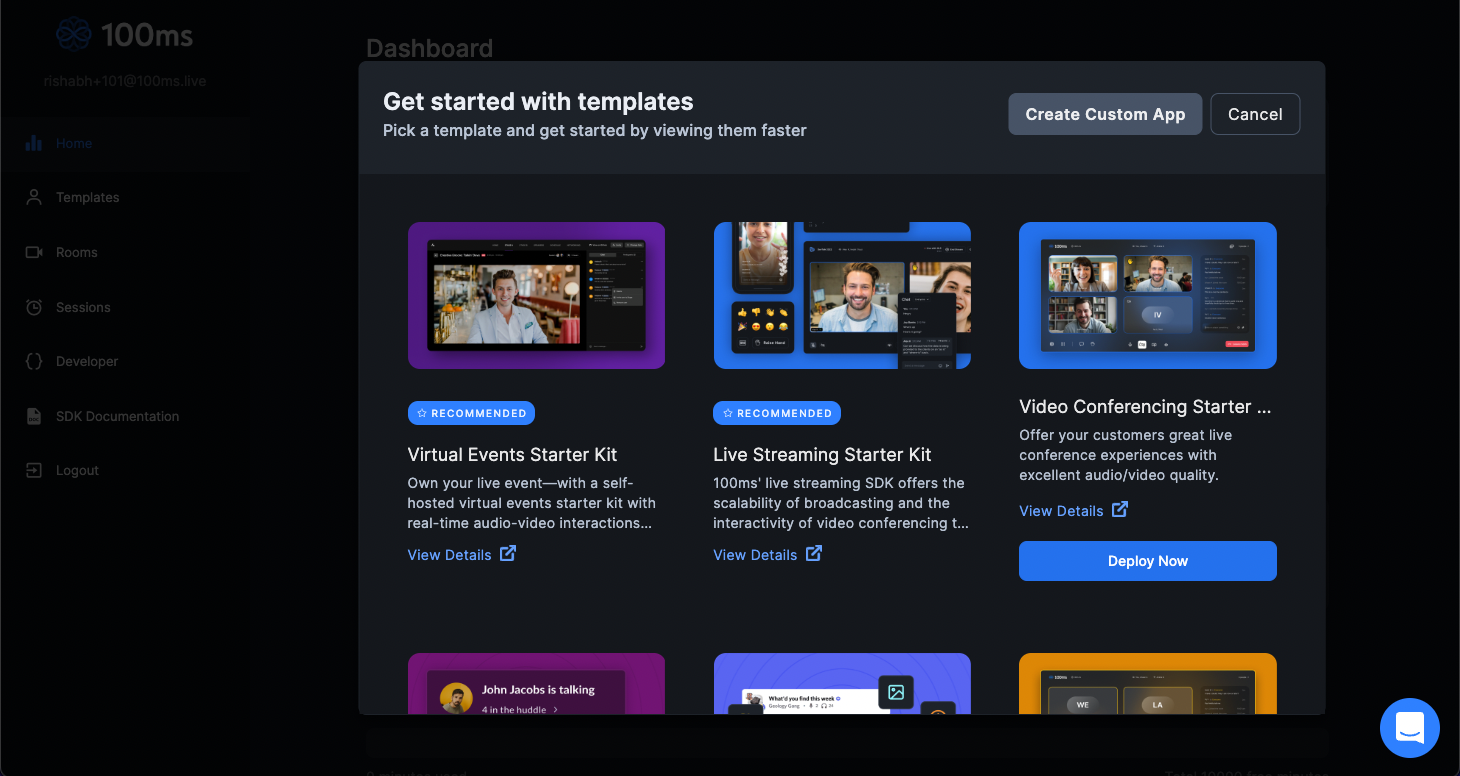 100ms
Dashboard
rishabh+101@100ms.live
Get started with templates
Pick a template and get started by viewing them faster
Create Custom App
Cancel
Home
Templates
Rooms
Sessions
Developer
SDK Documentation
Logout
RECOMMENDED
Virtual Events Starter Kit
Own your live event—with a self-
hosted virtual events starter kit with
real-time audio-video interactions...
View Details
RECOMMENDED
Live Streaming Starter Kit
100ms' live streaming SDK offers the
scalability of broadcasting and the
interactivity of video conferencing t...
View Details
IV
Video Conferencing Starter ...
Offer your customers great live
conference experiences with
excellent audio/video quality.
View Details
Deploy Now
John Jacobs is talking
4 in the huddle
What'd you find this week
Geology Gang
100ms
WE
LA